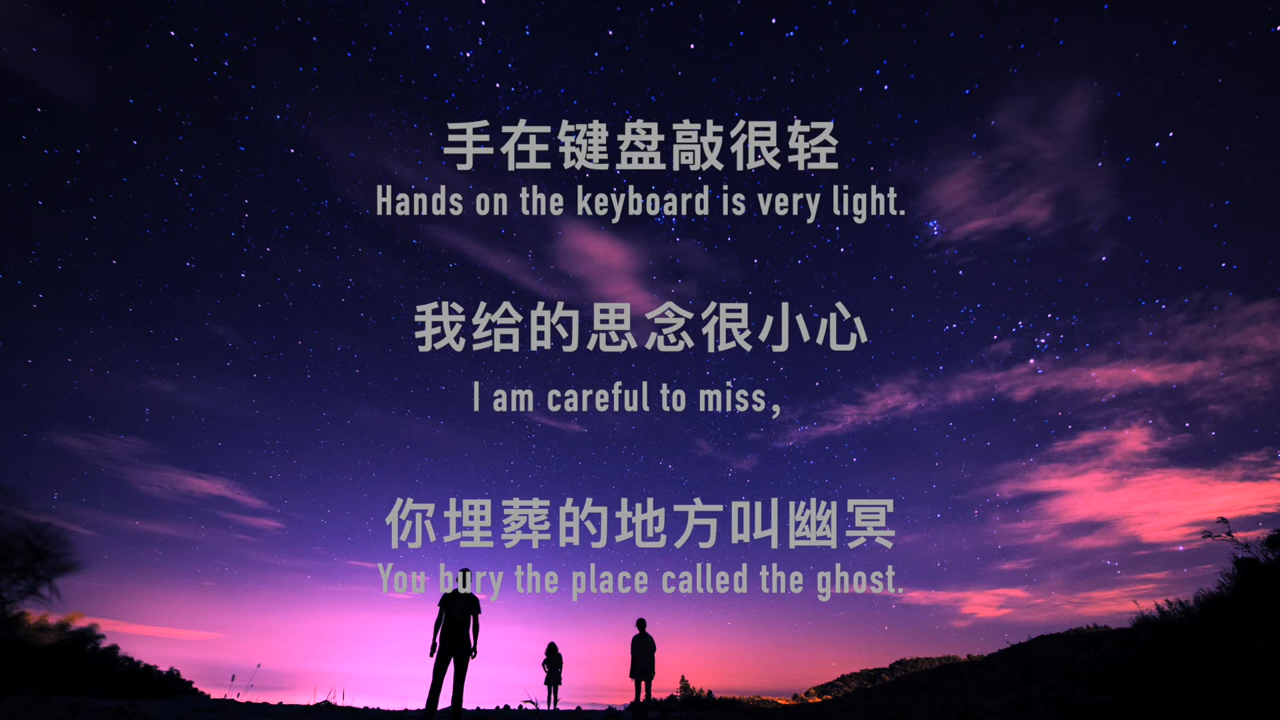 手在键盘敲很轻
Hands on the keyboard is very light.
我给的思念很小心
I am careful to miss，
你埋葬的地方叫幽冥
You bury the place called the ghost.